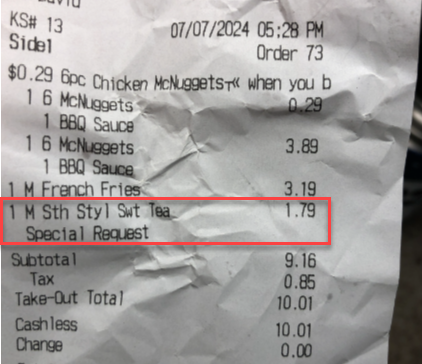 KS# 13 07/07/2024 05:28 PM
Side1 Order 73
$0.29 6pc Chicken McNuggets┬« when you b
1 6 McNuggets 0.29
1 BBQ Sauce
1 6 McNuggets 3.89
1 BBQ Sauce
1 M French Fries 3.19
1 M Sth Styl Swt Tea 1.79
Special Request
Subtotal 9.16
Tax 0.85
Take-Out Total 10.01
Cashless 10.01
Change 0.00